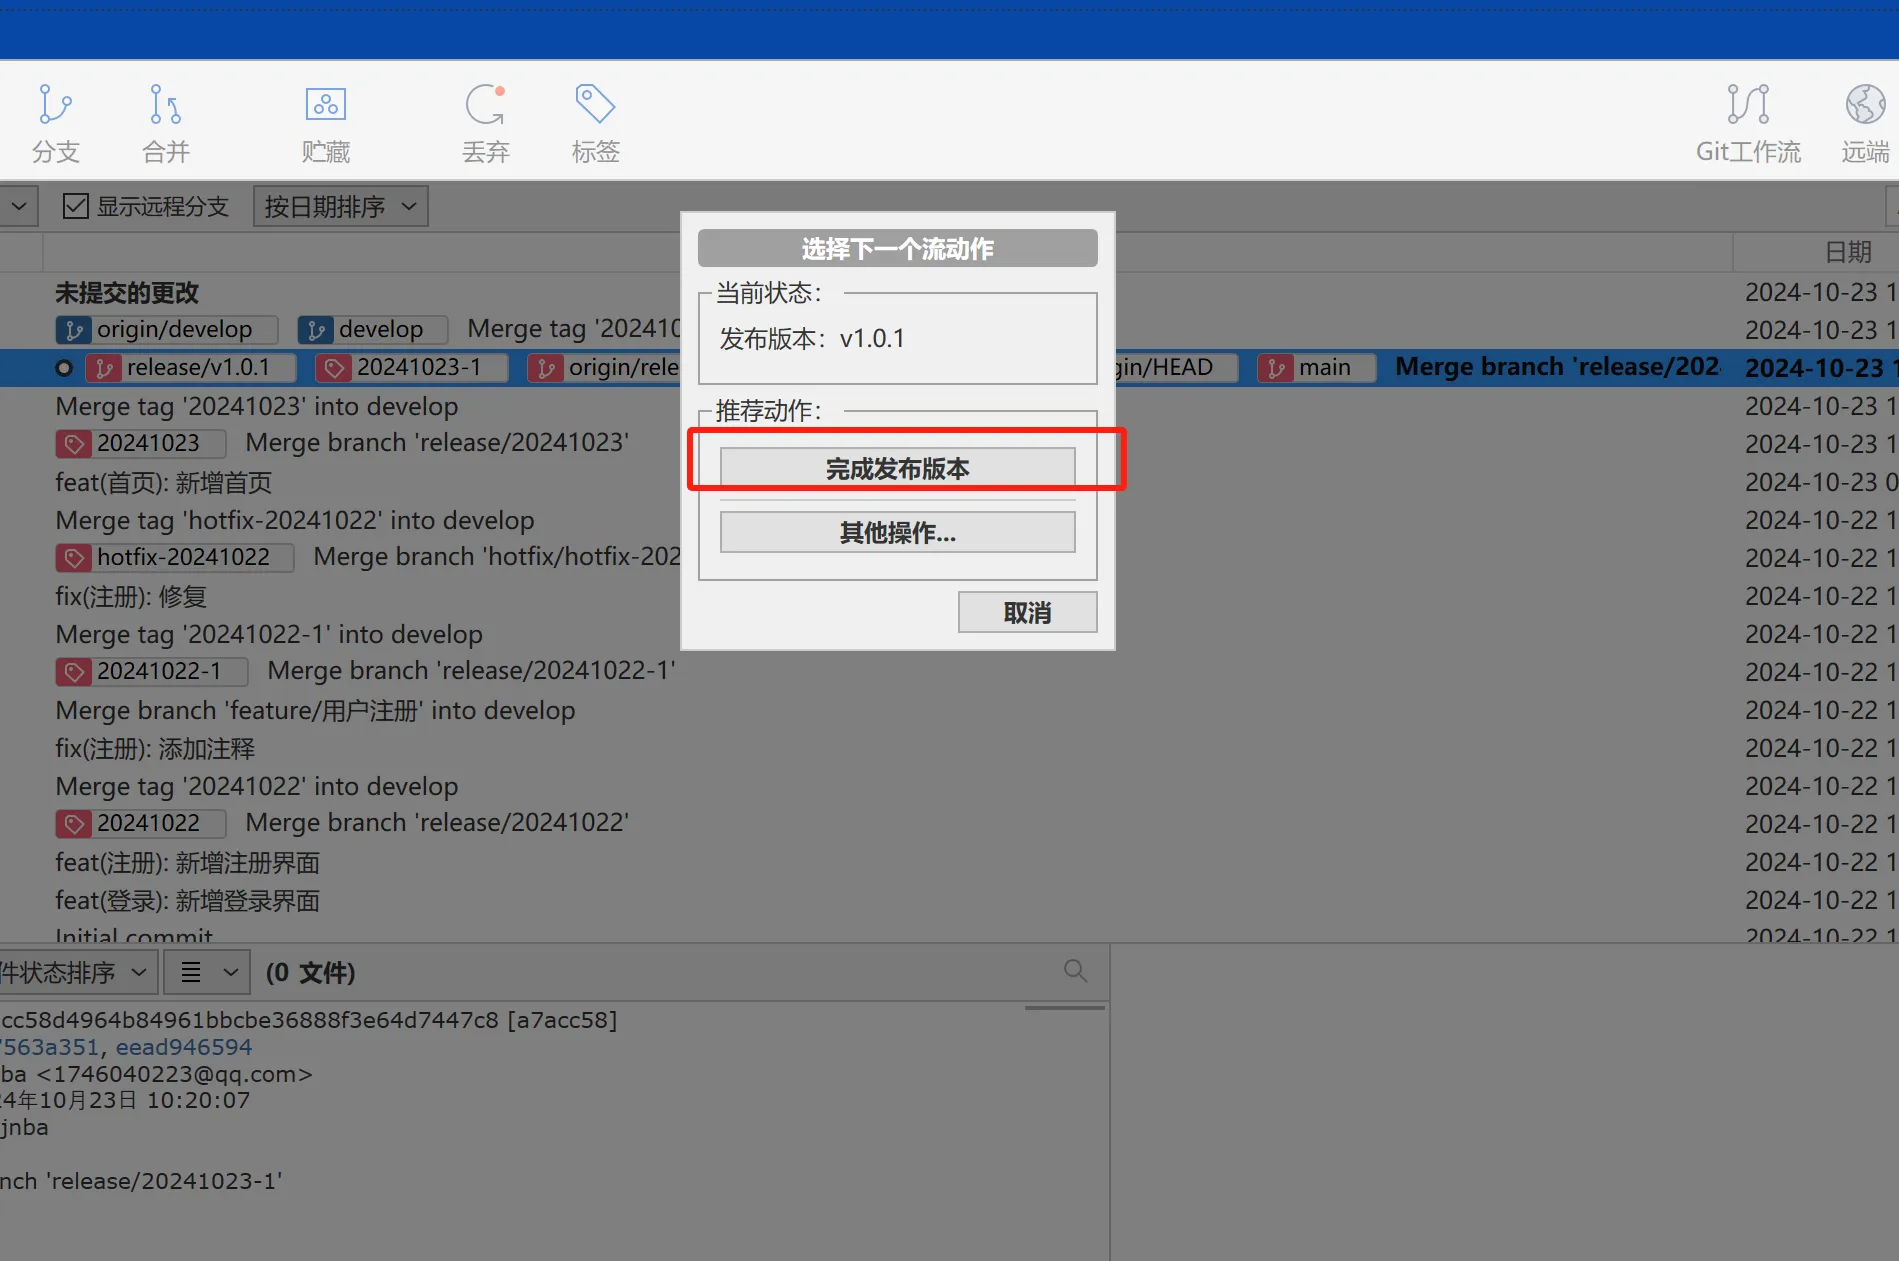 分支 合并 贮藏 丢弃 标签 Git工作流 远端
显示远程分支 按日期排序
日期
未提交的更改 2024-10-23 1
origin/develop develop Merge tag '20241 2024-10-23 1
release/v1.0.1 20241023-1 origin/rele gin/HEAD main Merge branch 'release/202 2024-10-23 1
Merge tag '20241023' into develop 2024-10-23 1
20241023 Merge branch 'release/20241023' 2024-10-23 1
feat(首页): 新增首页 2024-10-23 0
Merge tag 'hotfix-20241022' into develop 2024-10-22 1
hotfix-20241022 Merge branch 'hotfix/hotfix-202 2024-10-22 1
fix(注册): 修复 2024-10-22 1
Merge tag '20241022-1' into develop 2024-10-22 1
20241022-1 Merge branch 'release/20241022-1' 2024-10-22 1
Merge branch 'feature/用户注册' into develop 2024-10-22 1
fix(注册): 添加注释 2024-10-22 1
Merge tag '20241022' into develop 2024-10-22 1
20241022 Merge branch 'release/20241022' 2024-10-22 1
feat(注册): 新增注册界面 2024-10-22 1
feat(登录): 新增登录界面 2024-10-22 1
Initial commit 2024-10-22 1
选择下一个流动作
当前状态：
发布版本：v1.0.1
推荐动作：
完成发布版本
其他操作...
取消
件状态排序 (0 文件)
cc58d4964b84961bbcbe36888f3e64d7447c8 [a7acc58]
7563a351, eead946594
ba <1746040223@qq.com>
24年10月23日 10:20:07
jnba
nch 'release/20241023-1'